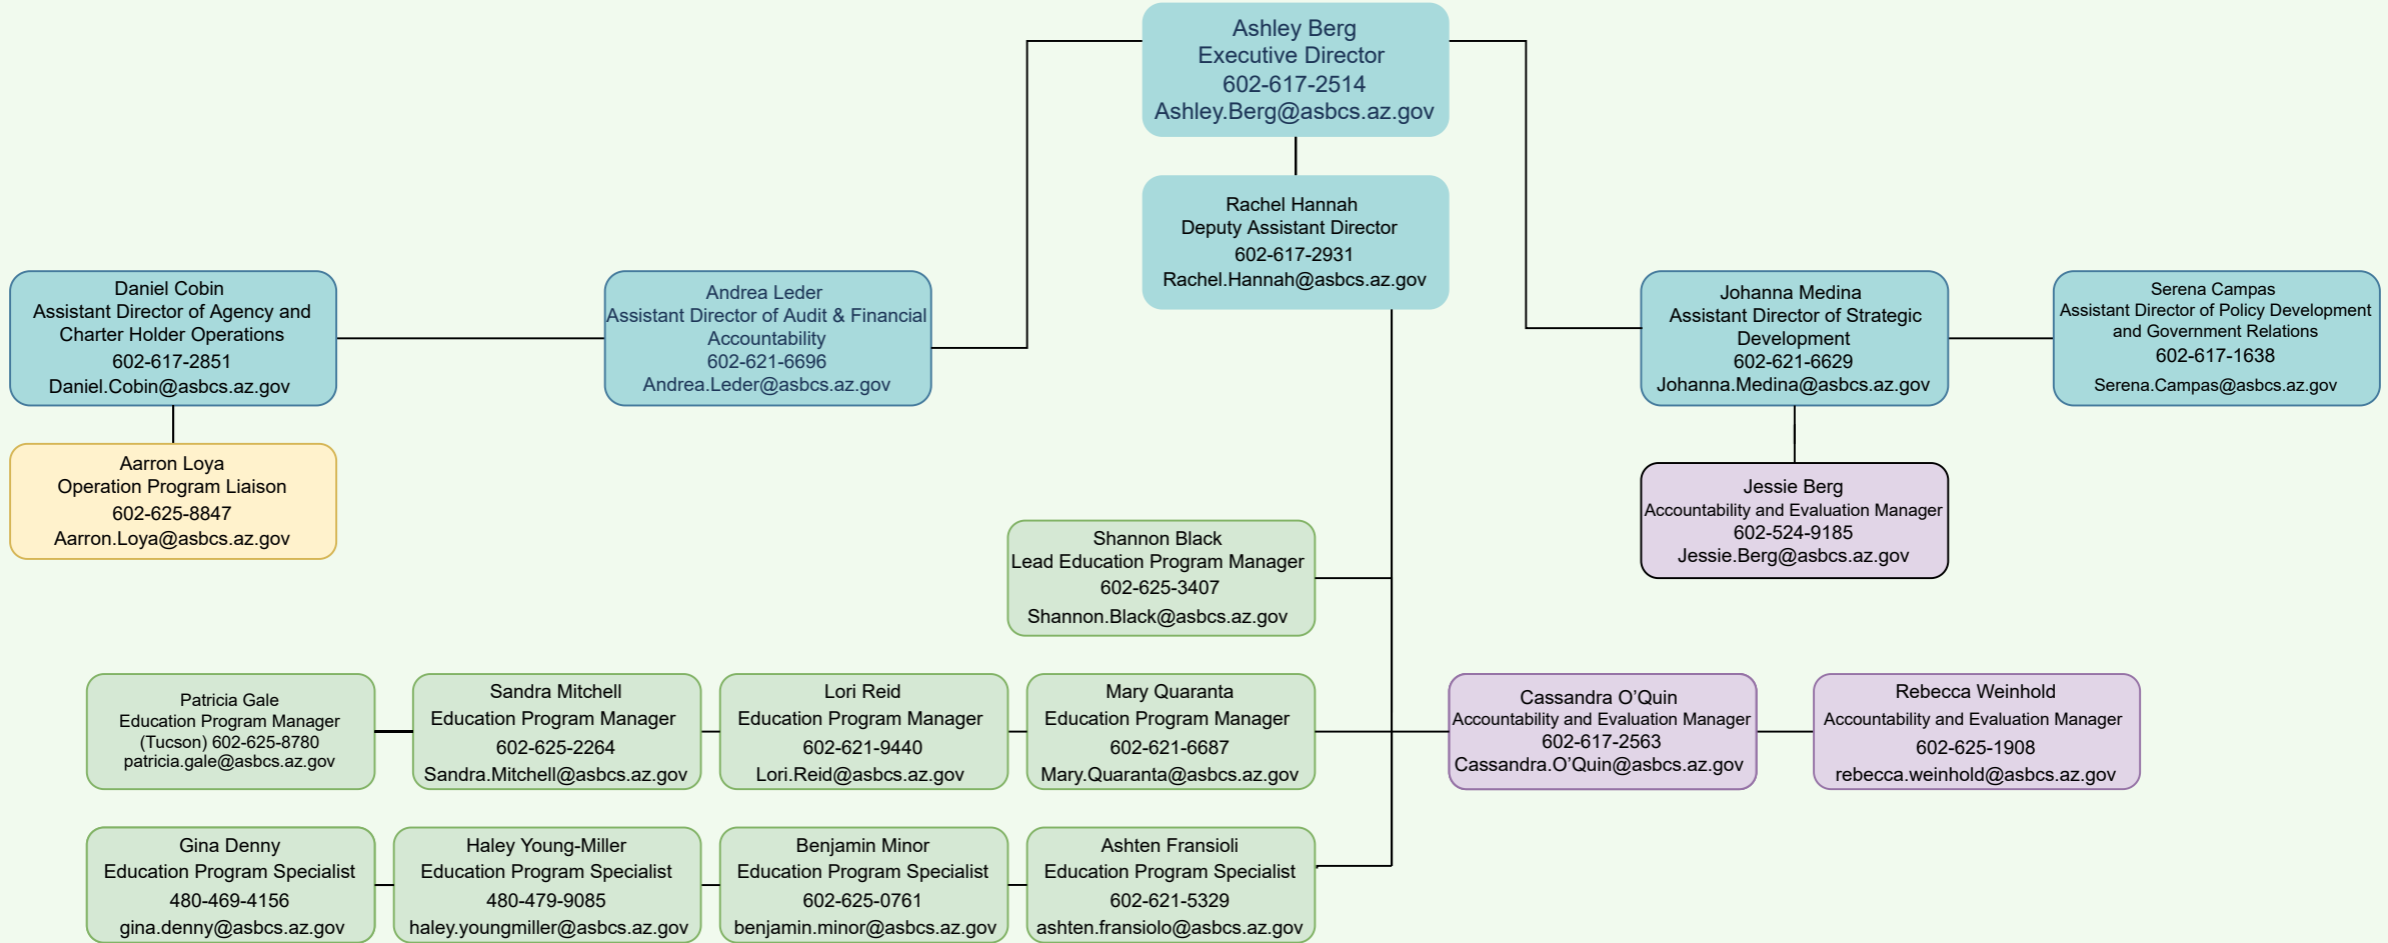 Ashley Berg
Executive Director
602-617-2514
Ashley.Berg@asbcs.az.gov
Rachel Hannah
Deputy Assistant Director
602-617-2931
Rachel.Hannah@asbcs.az.gov
Daniel Cobin
Assistant Director of Agency and
Charter Holder Operations
602-617-2851
Daniel.Cobin@asbcs.az.gov
Andrea Leder
Assistant Director of Audit & Financial
Accountability
602-621-6696
Andrea.Leder@asbcs.az.gov
Johanna Medina
Assistant Director of Strategic
Development
602-621-6629
Johanna.Medina@asbcs.az.gov
Serena Campas
Assistant Director of Policy Development
and Government Relations
602-617-1638
Serena.Campas@asbcs.az.gov
Aarron Loya
Operation Program Liaison
602-625-8847
Aarron.Loya@asbcs.az.gov
Jessie Berg
Accountability and Evaluation Manager
602-524-9185
Jessie.Berg@asbcs.az.gov
Shannon Black
Lead Education Program Manager
602-625-3407
Shannon.Black@asbcs.az.gov
Patricia Gale
Education Program Manager
(Tucson) 602-625-8780
patricia.gale@asbcs.az.gov
Sandra Mitchell
Education Program Manager
602-625-2264
Sandra.Mitchell@asbcs.az.gov
Lori Reid
Education Program Manager
602-621-9440
Lori.Reid@asbcs.az.gov
Mary Quaranta
Education Program Manager
602-621-6687
Mary.Quaranta@asbcs.az.gov
Cassandra O’Quin
Accountability and Evaluation Manager
602-617-2563
Cassandra.O’Quin@asbcs.az.gov
Rebecca Weinhold
Accountability and Evaluation Manager
602-625-1908
rebecca.weinhold@asbcs.az.gov
Gina Denny
Education Program Specialist
480-469-4156
gina.denny@asbcs.az.gov
Haley Young-Miller
Education Program Specialist
480-479-9085
haley.youngmiller@asbcs.az.gov
Benjamin Minor
Education Program Specialist
602-625-0761
benjamin.minor@asbcs.az.gov
Ashten Fransioli
Education Program Specialist
602-621-5329
ashten.fransiolo@asbcs.az.gov